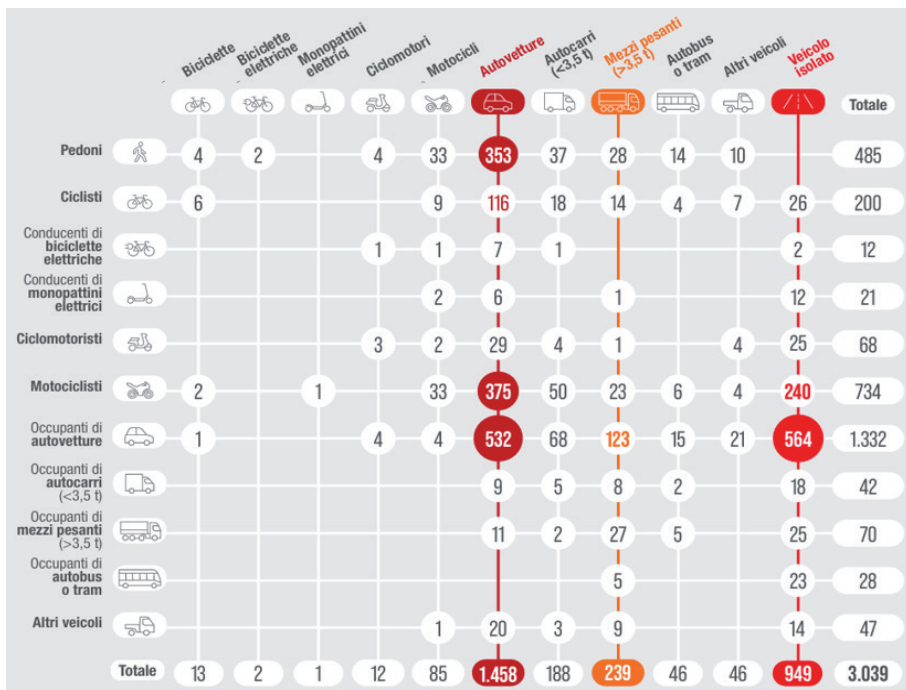 Biciclette
Biciclette
elettriche
Monopattini
elettrici
Ciclomotori
Motocicli
Autovetture
Autocarri
(<3,5 t)
Mezzi pesanti
(>3,5 t)
Autobus
o tram
Altri veicoli
Veicolo
isolato
Totale
Pedoni 4 2 4 33 353 37 28 14 10 485
Ciclisti 6 9 116 18 14 4 7 26 200
Conducenti di
biciclette
elettriche
1 1 7 1 2 12
Conducenti di
monopattini
elettrici
2 6 1 12 21
Ciclomotoristi 3 2 29 4 1 4 25 68
Motociclisti 2 1 33 375 50 23 6 4 240 734
Occupanti di
autovetture
1 4 4 532 68 123 15 21 564 1.332
Occupanti di
autocarri
(<3,5 t)
9 5 8 2 18 42
Occupanti di
mezzi pesanti
(>3,5 t)
11 2 27 5 25 70
Occupanti di
autobus
o tram
5 23 28
Altri veicoli 1 20 3 9 14 47
Totale 13 2 1 12 85 1.458 188 239 46 46 949 3.039